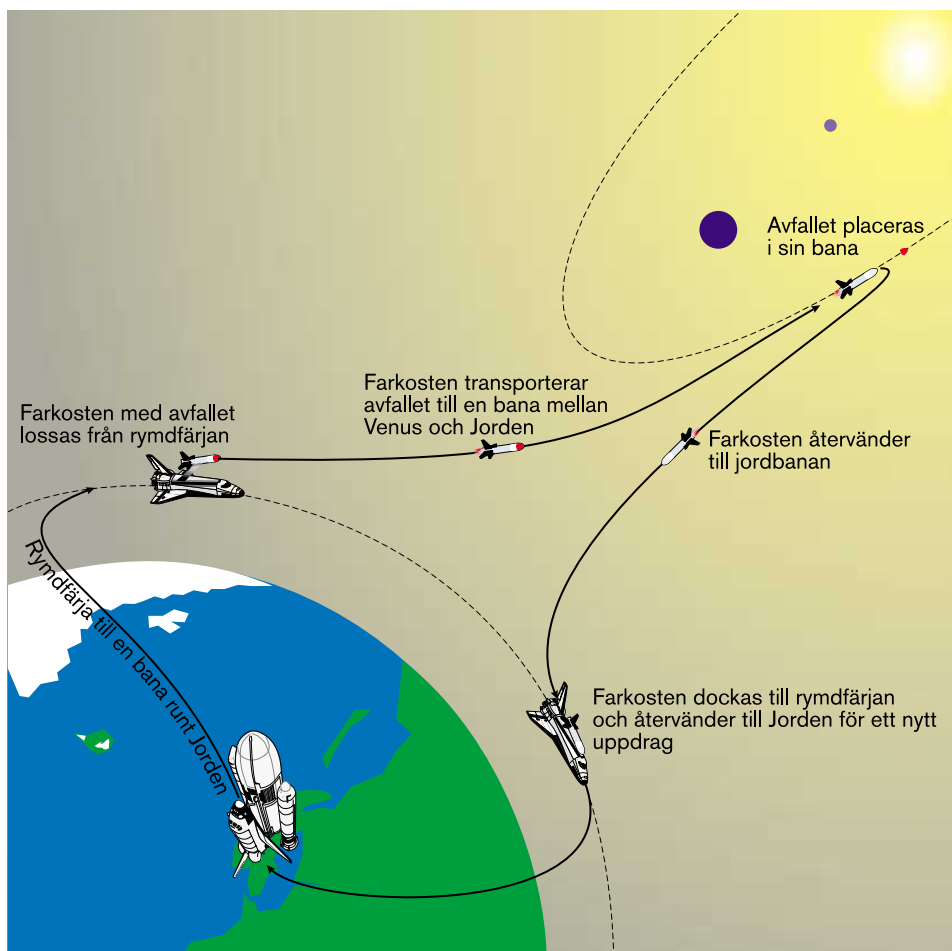 Avfallet placeras
i sin bana
Farkosten transporterar
avfallet till en bana mellan
Venus och Jorden
Farkosten med avfallet
lossas från rymdfärjan
Farkosten återvänder
till jordbanan
Rymdfärja till en bana runt Jorden
Farkosten dockas till rymdfärjan
och återvänder till Jorden för ett nytt
uppdrag